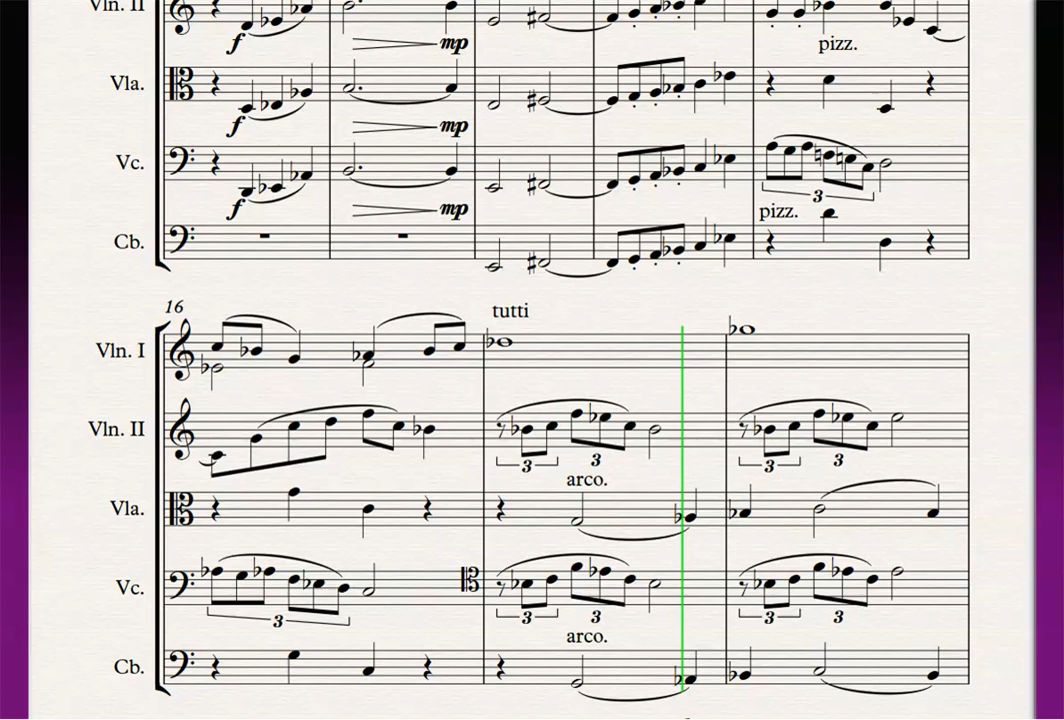 Vln. II
f
mp
pizz.
Vla.
f
mp
Vc.
3
f
mp
pizz.
Cb.
16
tutti
Vln. I
Vln. II
3 3 3 3
arco.
Vla.
Vc.
3 3 3 3 3
arco.
Cb.